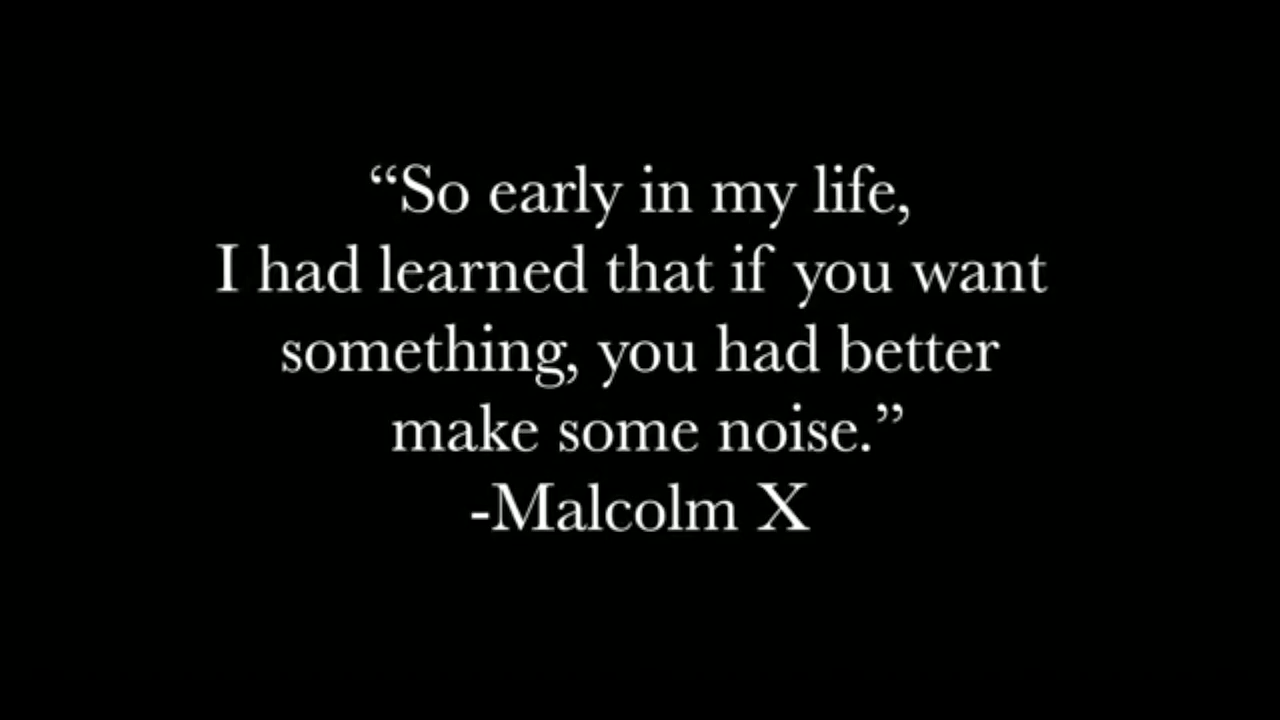 “So early in my life,
I had learned that if you want
something, you had better
make some noise.”
-Malcolm X